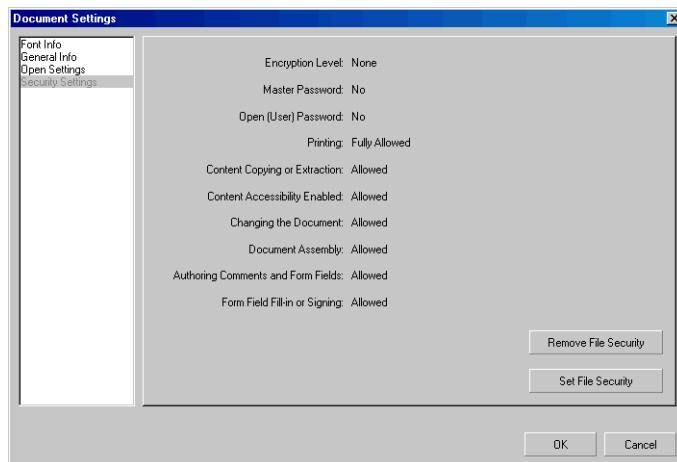 Document Settings
Font Info
General Info
Open Settings
Security Settings
Encryption Level: None
Master Password: No
Open (User) Password: No
Printing: Fully Allowed
Content Copying or Extraction: Allowed
Content Accessibility Enabled: Allowed
Changing the Document: Allowed
Document Assembly: Allowed
Authoring Comments and Form Fields: Allowed
Form Field Fill-in or Signing: Allowed
Remove File Security
Set File Security
OK Cancel